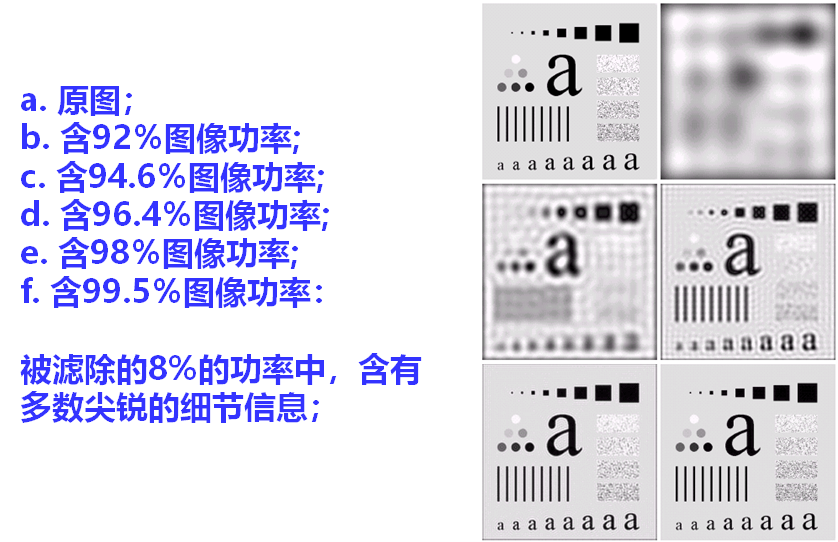 a. 原图；
b. 含92%图像功率;
c. 含94.6%图像功率;
d. 含96.4%图像功率;
e. 含98%图像功率;
f. 含99.5%图像功率：
被滤除的8%的功率中，含有
多数尖锐的细节信息；
a
a a a a a a a a
a
a a a a a a a a
a
a a a a a a a a
a
a a a a a a a a
a
a a a a a a a a